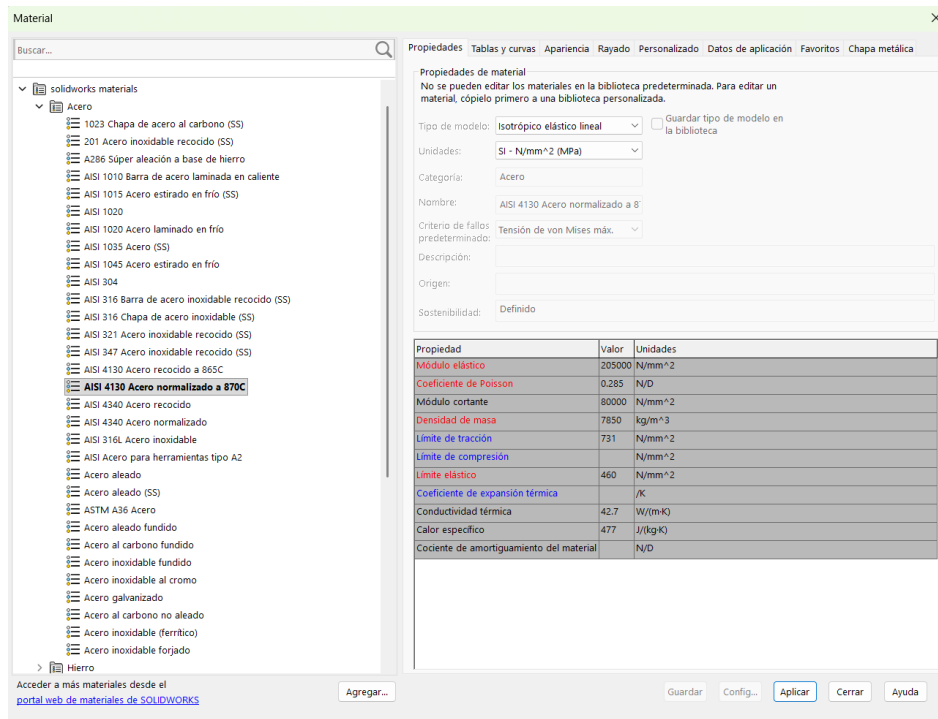 Material
Buscar...
solidworks materials
Acero
1023 Chapa de acero al carbono (SS)
201 Acero inoxidable recocido (SS)
A286 Súper aleación a base de hierro
AISI 1010 Barra de acero laminada en caliente
AISI 1015 Acero estirado en frío (SS)
AISI 1020
AISI 1020 Acero laminado en frío
AISI 1035 Acero (SS)
AISI 1045 Acero estirado en frío
AISI 304
AISI 316 Barra de acero inoxidable recocido (SS)
AISI 316 Chapa de acero inoxidable (SS)
AISI 321 Acero inoxidable recocido (SS)
AISI 347 Acero inoxidable recocido (SS)
AISI 4130 Acero recocido a 865C
AISI 4130 Acero normalizado a 870C
AISI 4340 Acero recocido
AISI 4340 Acero normalizado
AISI 316L Acero inoxidable
AISI Acero para herramientas tipo A2
Acero aleado
Acero aleado (SS)
ASTM A36 Acero
Acero aleado fundido
Acero al carbono fundido
Acero inoxidable fundido
Acero inoxidable al cromo
Acero galvanizado
Acero al carbono no aleado
Acero inoxidable (ferrítico)
Acero inoxidable forjado
Hierro
Acceder a más materiales desde el
portal web de materiales de SOLIDWORKS
Agregar...
Propiedades Tablas y curvas Apariencia Rayado Personalizado Datos de aplicación Favoritos Chapa metálica
Propiedades de material
No se pueden editar los materiales en la biblioteca predeterminada. Para editar un
material, cópielo primero a una biblioteca personalizada.
Tipo de modelo: Isotrópico elástico lineal
Guardar tipo de modelo en
la biblioteca
Unidades: SI - N/mm^2 (MPa)
Categoría: Acero
Nombre: AISI 4130 Acero normalizado a 8
Criterio de fallos
predeterminado: Tensión de von Mises máx.
Descripción:
Origen:
Sostenibilidad: Definido
Propiedad Valor Unidades
Módulo elástico 205000 N/mm^2
Coeficiente de Poisson 0.285 N/D
Módulo cortante 80000 N/mm^2
Densidad de masa 7850 kg/m^3
Límite de tracción 731 N/mm^2
Límite de compresión N/mm^2
Límite elástico 460 N/mm^2
Coeficiente de expansión térmica /K
Conductividad térmica 42.7 W/(m·K)
Calor específico 477 J/(kg·K)
Cociente de amortiguamiento del material N/D
Guardar Config... Aplicar Cerrar Ayuda